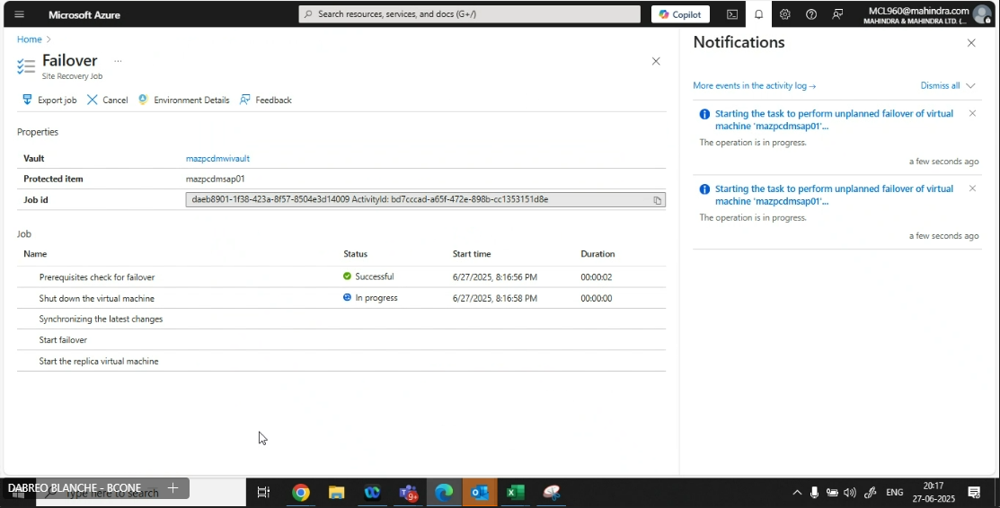 Microsoft Azure
Search resources, services, and docs (G+/)
Copilot
MCL960@mahindra.com
MAHINDRA & MAHINDRA LTD. (...
Home >
Failover ...
Site Recovery Job
Export job Cancel Environment Details Feedback
Properties
Vault mazpcdmwivault
Protected item mazpcdmsap01
Job id daeb8901-1f38-423a-8f57-8504e3d14009 ActivityId: bd7cccad-a65f-472e-898b-cc1353151d8e
Job
Name Status Start time Duration
Prerequisites check for failover Successful 6/27/2025, 8:16:56 PM 00:00:02
Shut down the virtual machine In progress 6/27/2025, 8:16:58 PM 00:00:00
Synchronizing the latest changes
Start failover
Start the replica virtual machine
Notifications
More events in the activity log →
Dismiss all
Starting the task to perform unplanned failover of virtual
machine 'mazpcdmsap01'...
The operation is in progress.
a few seconds ago
Starting the task to perform unplanned failover of virtual
machine 'mazpcdmsap01'...
The operation is in progress.
a few seconds ago
DABREO BLANCHE - BCONE
Type here to search
9+
ENG
20:17
27-06-2025